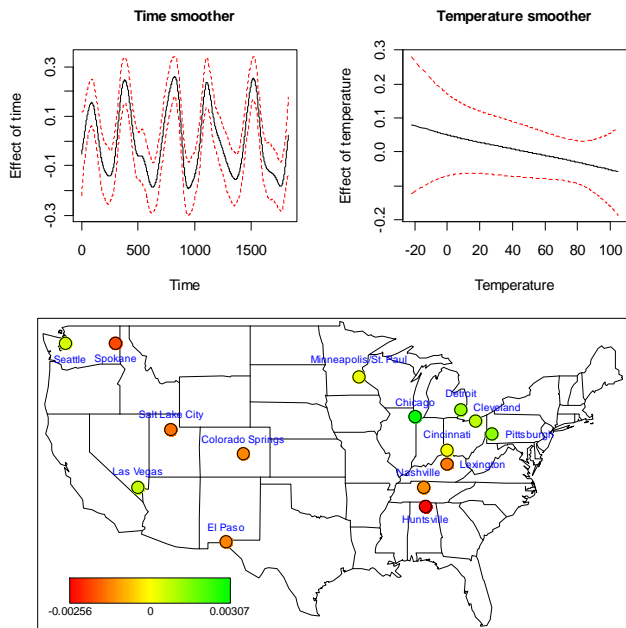 Time smoother
Effect of time
0.3
0.1
-0.1
-0.3
0
500
1000
1500
Time
Temperature smoother
Effect of temperature
0.3
0.2
0.1
0.0
-0.2
-20
0
20
40
60
80
100
Temperature
Seattle
Spokane
Minneapolis/St. Paul
Detroit
Chicago
Cleveland
Salt Lake City
Cincinnati
Pittsburgh
Colorado Springs
Lexington
Las Vegas
Nashville
Huntsville
El Paso
-0.00256
0
0.00307